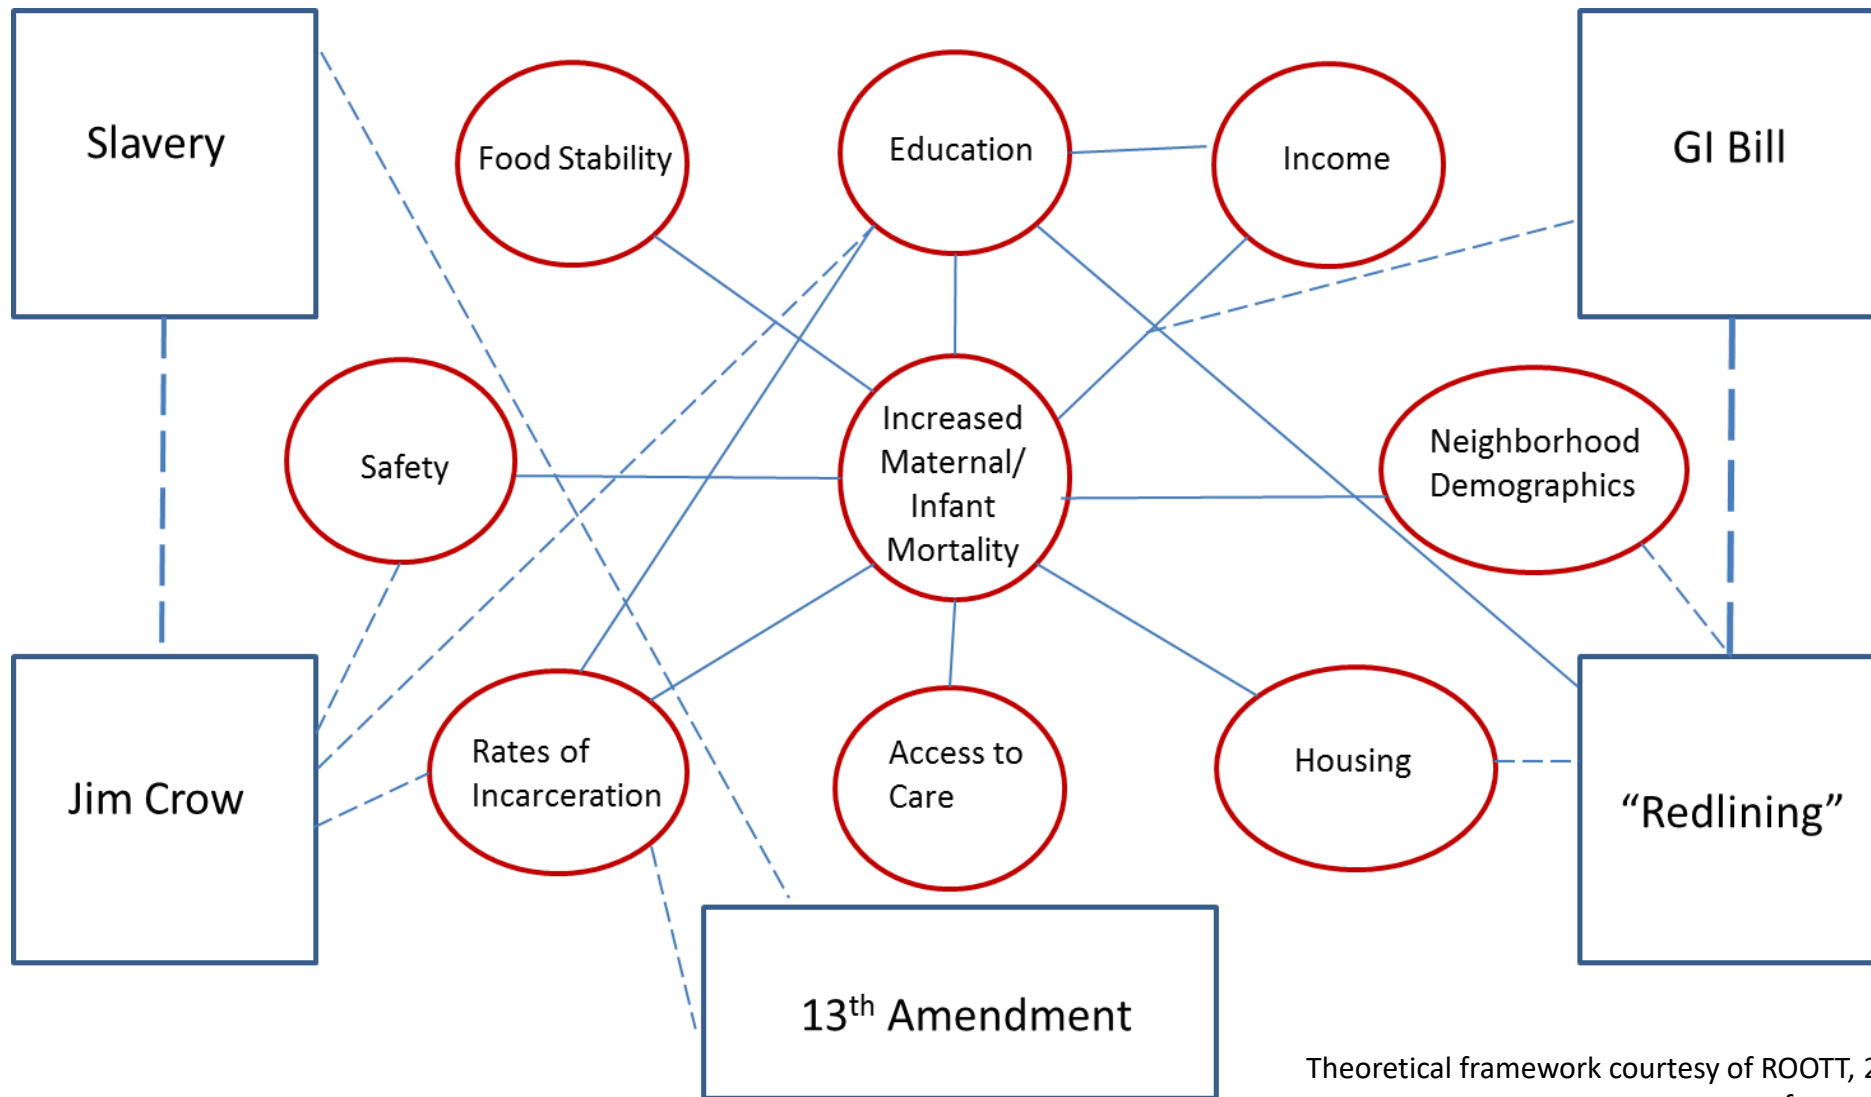 Slavery
Food Stability
Education
Income
GI Bill
Safety
Increased
Maternal/
Infant
Mortality
Neighborhood
Demographics
Jim Crow
Rates of
Incarceration
Access to
Care
Housing
“Redlining”
13th Amendment
Theoretical framework courtesy of ROOTT, 2